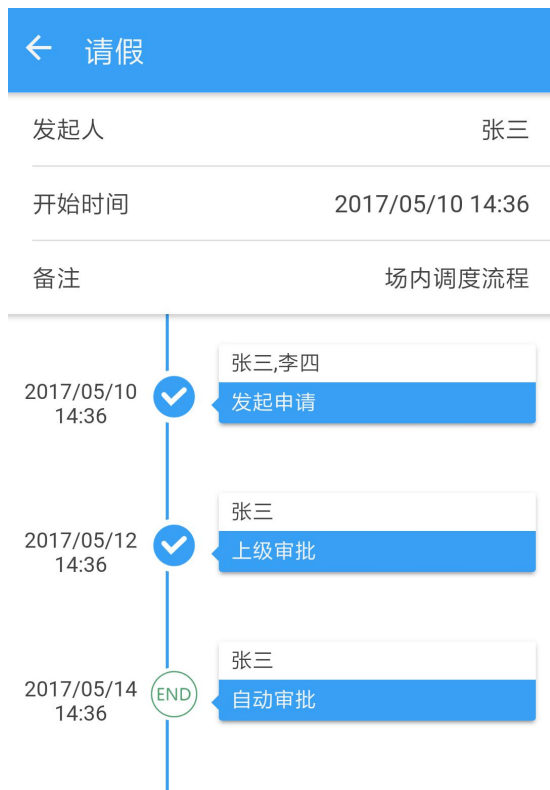 请假
发起人 张三
开始时间 2017/05/10 14:36
备注 场内调度流程
张三,李四
2017/05/10
14:36
发起申请
张三
2017/05/12
14:36
上级审批
张三
2017/05/14
14:36
END
自动审批